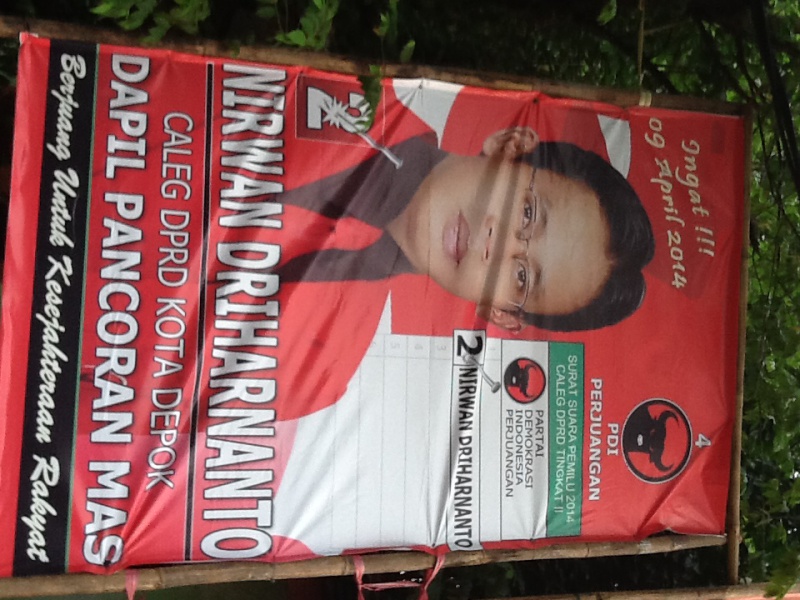 Ingat !!!
09 April 2014
4
PDI
PERJUANGAN
SURAT SUARA PEMILU 2014
CALEG DPRD TINGKAT II
PARTAI
DEMOKRASI
INDONESIA
PERJUANGAN
2 NIRWAN DRIHARNANTO
2
NIRWAN DRIHARNANTO
CALEG DPRD KOTA DEPOK
DAPIL PANCORAN MAS
Berjuang Untuk Kesejahteraan Rakyat